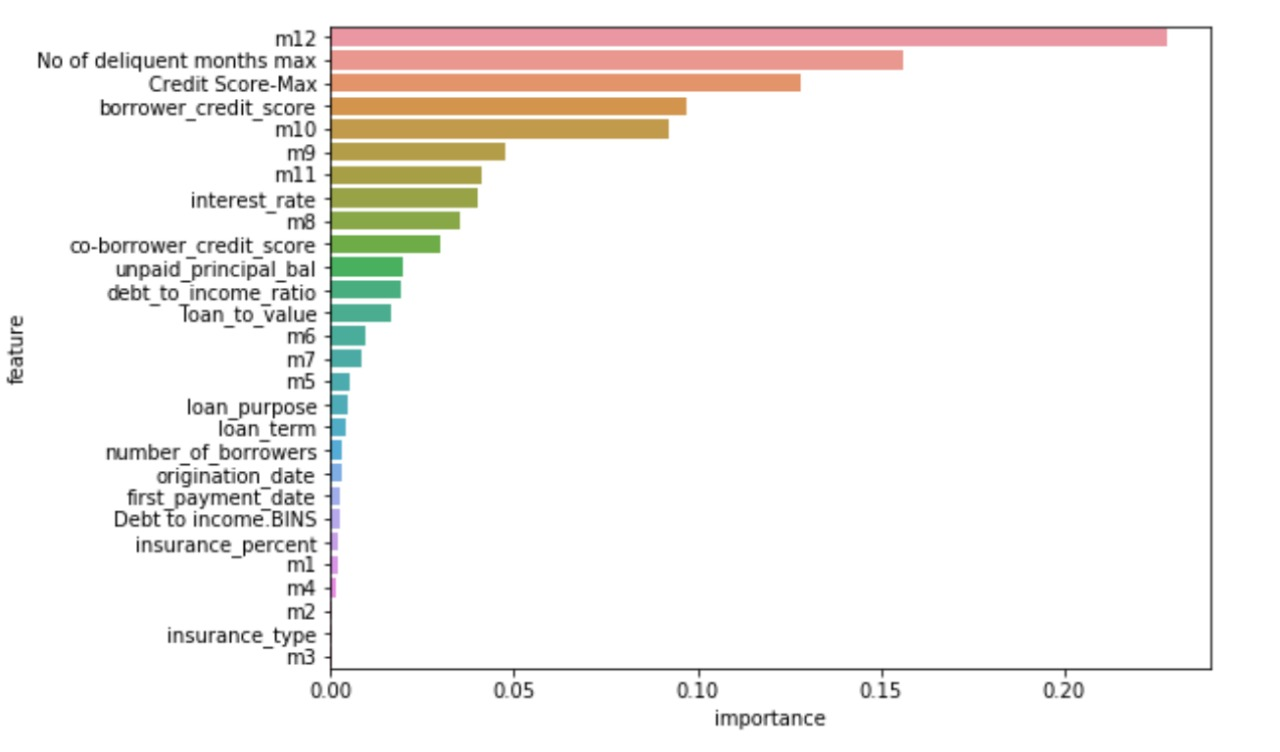 m12
No of deliquent months max
Credit Score-Max
borrower_credit_score
m10
m9
m11
interest_rate
m8
co-borrower_credit_score
unpaid_principal_bal
debt_to_income_ratio
loan_to_value
m6
m7
m5
loan_purpose
loan_term
number_of_borrowers
origination_date
first_payment_date
Debt to income.BINS
insurance_percent
m1
m4
m2
insurance_type
m3
feature
0.00 0.05 0.10 0.15 0.20
importance